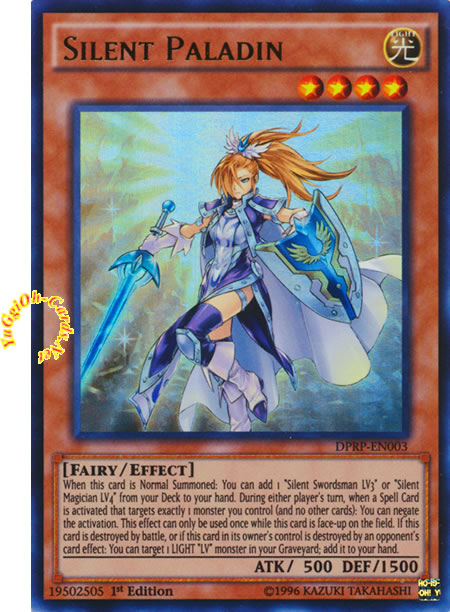 SILENT PALADIN
LIGHT
光
YuGiOh-Cards.Net
DPRP-EN003
[FAIRY/EFFECT]
When this card is Normal Summoned: You can add 1 "Silent Swordsman LV3" or "Silent
Magician LV4" from your Deck to your hand. During either player's turn, when a Spell Card
is activated that targets exactly 1 monster you control (and no other cards): You can negate
the activation. This effect can only be used once while this card is face-up on the field. If this
card is destroyed by battle, or if this card in its owner's control is destroyed by an opponent's
card effect: You can target 1 LIGHT "LV" monster in your Graveyard; add it to your hand.
ATK/ 500 DEF/1500
19502505 1st Edition ©1996 KAZUKI TAKAHASHI